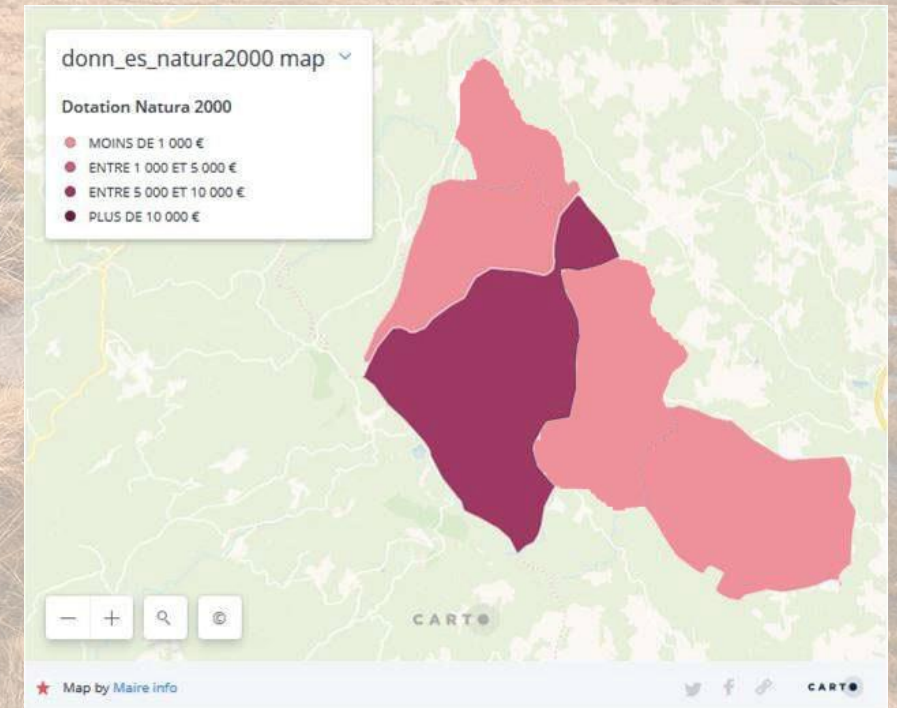 donn_es_natura2000 map
Dotation Natura 2000
MOINS DE 1 000 €
ENTRE 1 000 ET 5 000 €
ENTRE 5 000 ET 10 000 €
PLUS DE 10 000 €
CARTO
Map by Maire info
CARTO